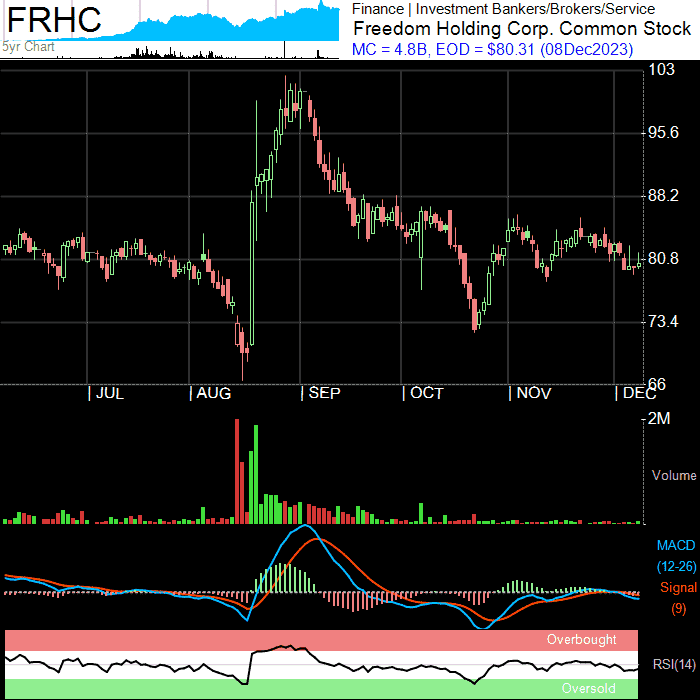 FRHC
5yr Chart
Finance | Investment Bankers/Brokers/Service
Freedom Holding Corp. Common Stock
MC = 4.8B, EOD = $80.31 (08Dec2023)
103
95.6
88.2
80.8
73.4
66
| JUL | AUG | SEP | OCT | NOV | DEC
2M
Volume
MACD
(12-26)
Signal
(9)
Overbought
RSI(14)
Oversold